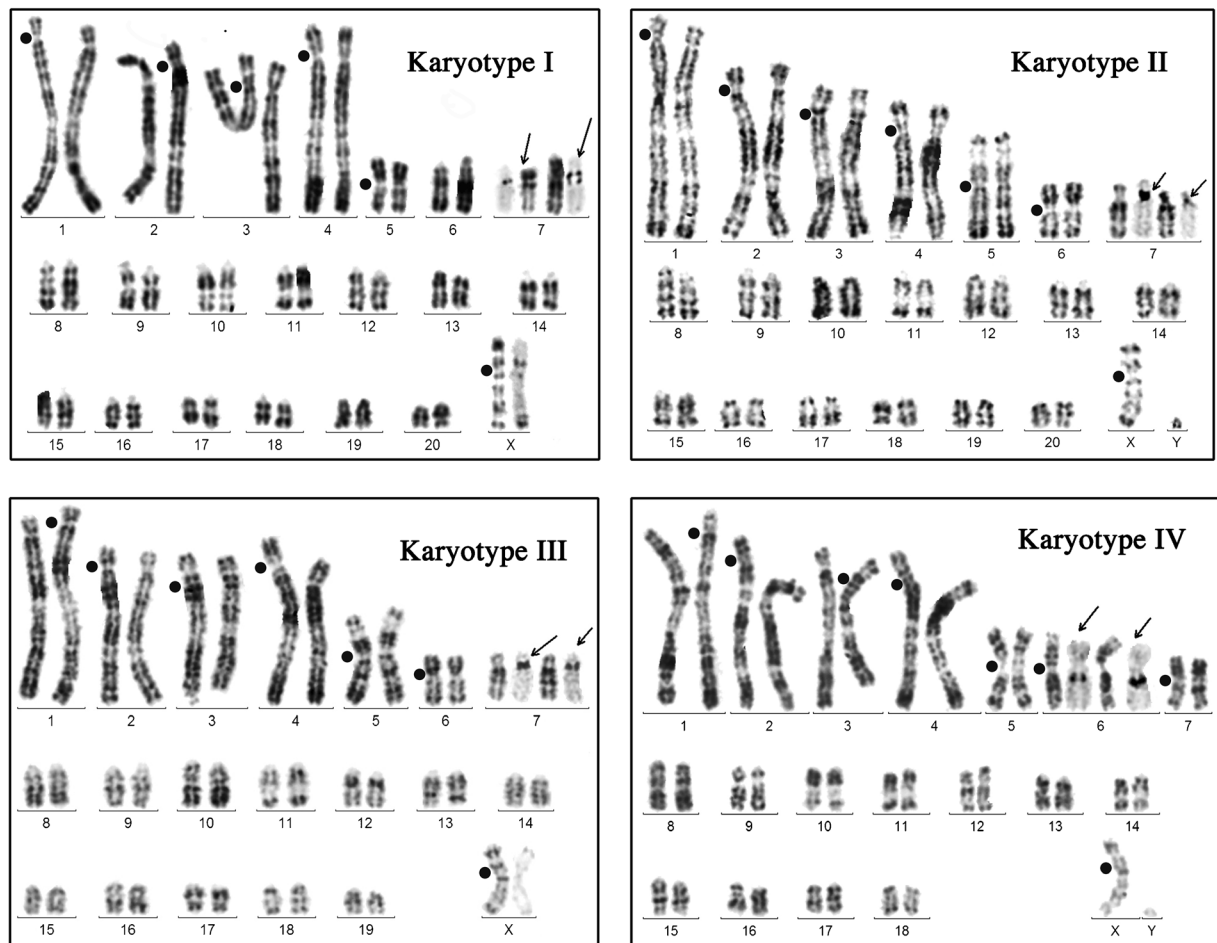 Karyotype I
1 2 3 4 5 6 7
8 9 10 11 12 13 14
15 16 17 18 19 20 X
Karyotype II
1 2 3 4 5 6 7
8 9 10 11 12 13 14
15 16 17 18 19 20 X Y
Karyotype III
1 2 3 4 5 6 7
8 9 10 11 12 13 14
15 16 17 18 19 X
Karyotype IV
1 2 3 4 5 6 7
8 9 10 11 12 13 14
15 16 17 18 X Y